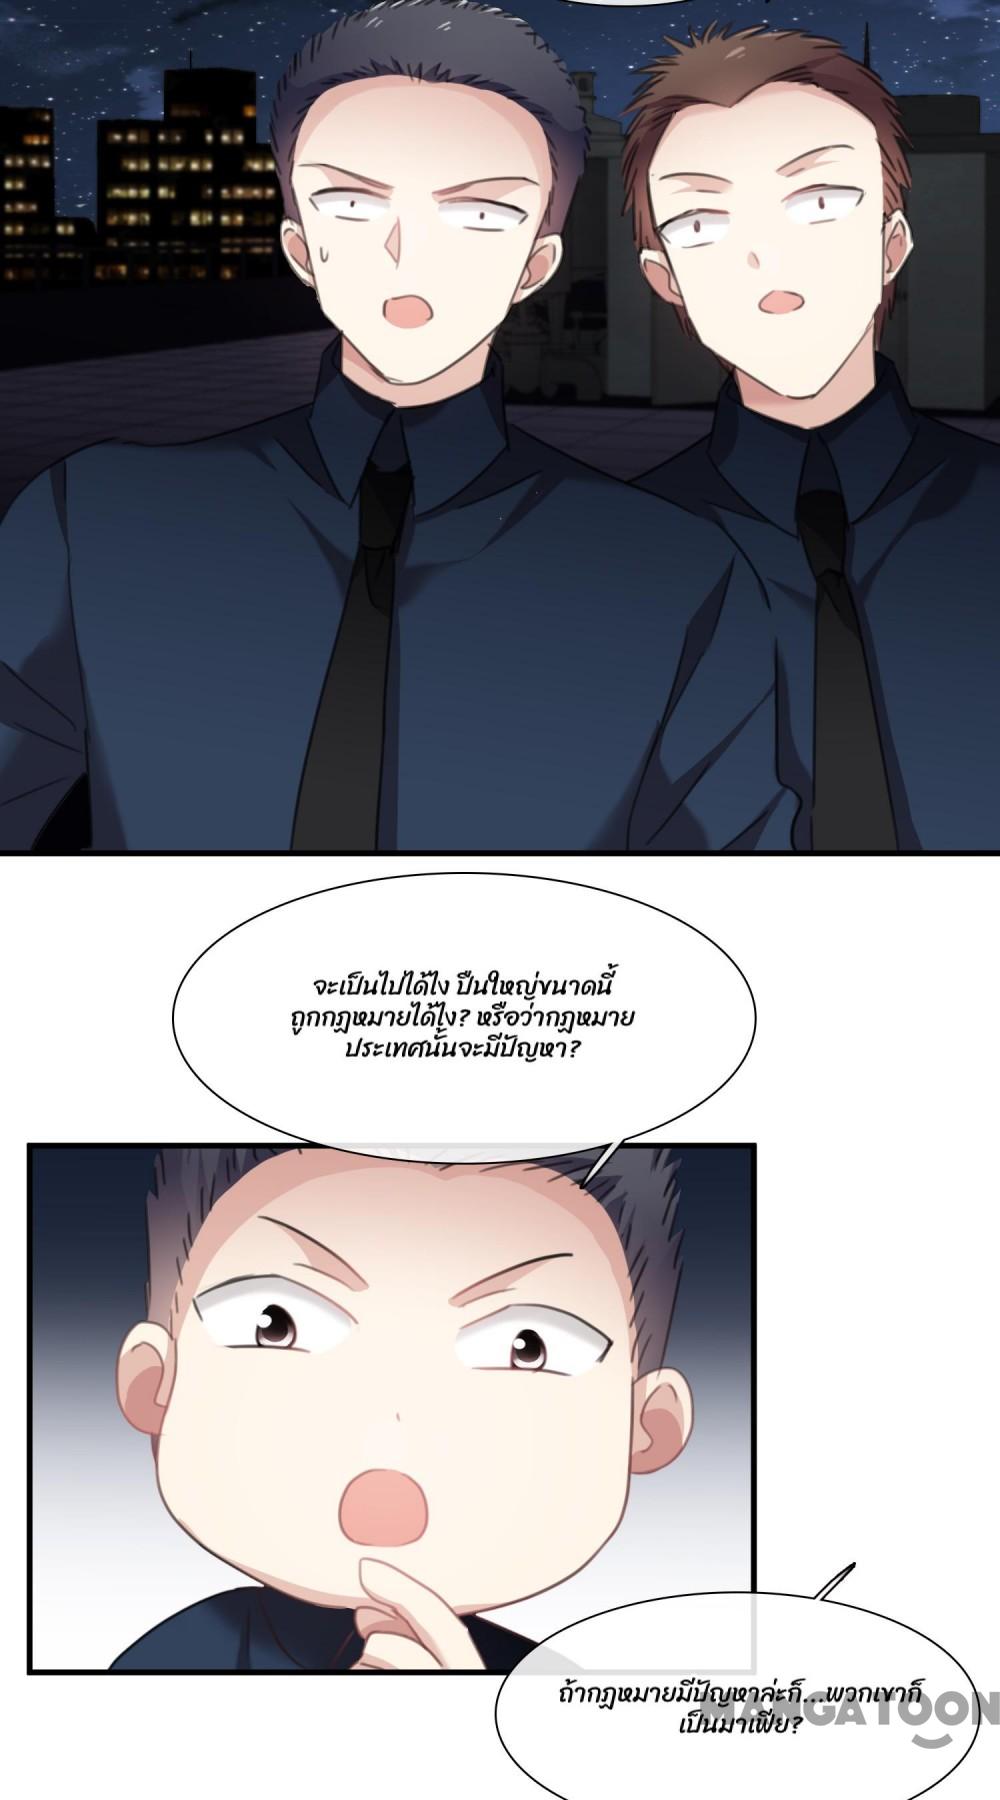 จะเป็นไปได้ไง ปืนใหญ่ขนาดนี้
ถูกกฎหมายได้ไง? หรือว่ากฎหมาย
ประเทศนั้นจะมีปัญหา?
ถ้ากฎหมายมีปัญหาล่ะก็...พวกเขาก็
เป็นมาเฟีย?
MANGATOON